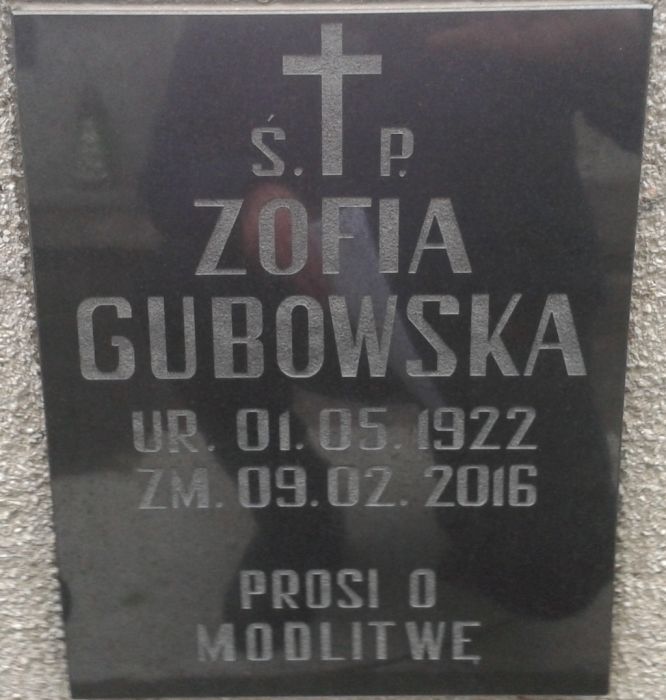 Ś. P.
ZOFIA
GUBOWSKA
UR. 01.05.1922
ZM. 09.02.2016
PROSI O
MODLITWĘ